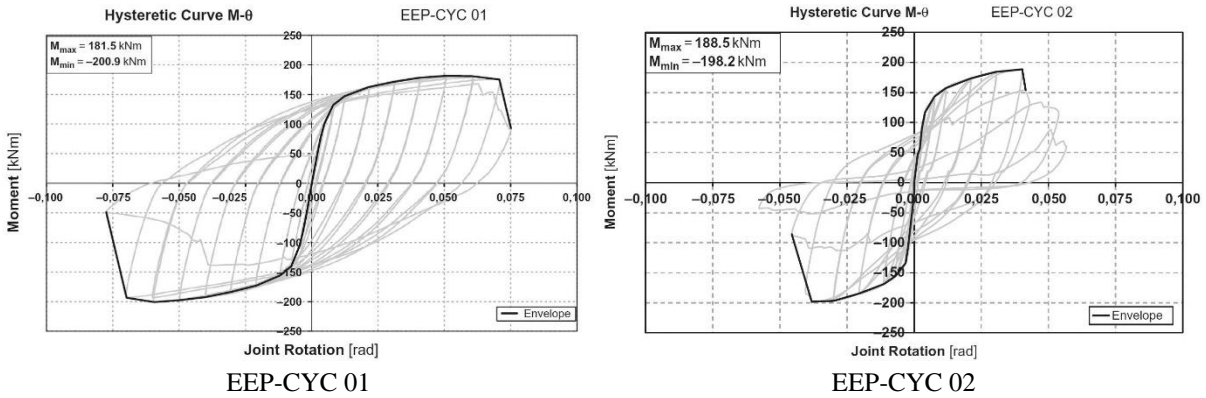 Hysteretic Curve M-θ EEP-CYC 01
M_max = 181.5 kNm
M_min = –200.9 kNm
250
200
150
100
50
0
–50
–100
–150
–200
–250
–0,100 –0,075 –0,050 –0,025 0,000 0,025 0,050 0,075 0,100
Moment [kNm]
Joint Rotation [rad]
Envelope
EEP-CYC 01
Hysteretic Curve M-θ EEP-CYC 02
M_max = 188.5 kNm
M_min = –198.2 kNm
250
200
150
100
50
0
–50
–100
–150
–200
–250
–0,100 –0,075 –0,050 –0,025 0,000 0,025 0,050 0,075 0,100
Moment [kNm]
Joint Rotation [rad]
Envelope
EEP-CYC 02